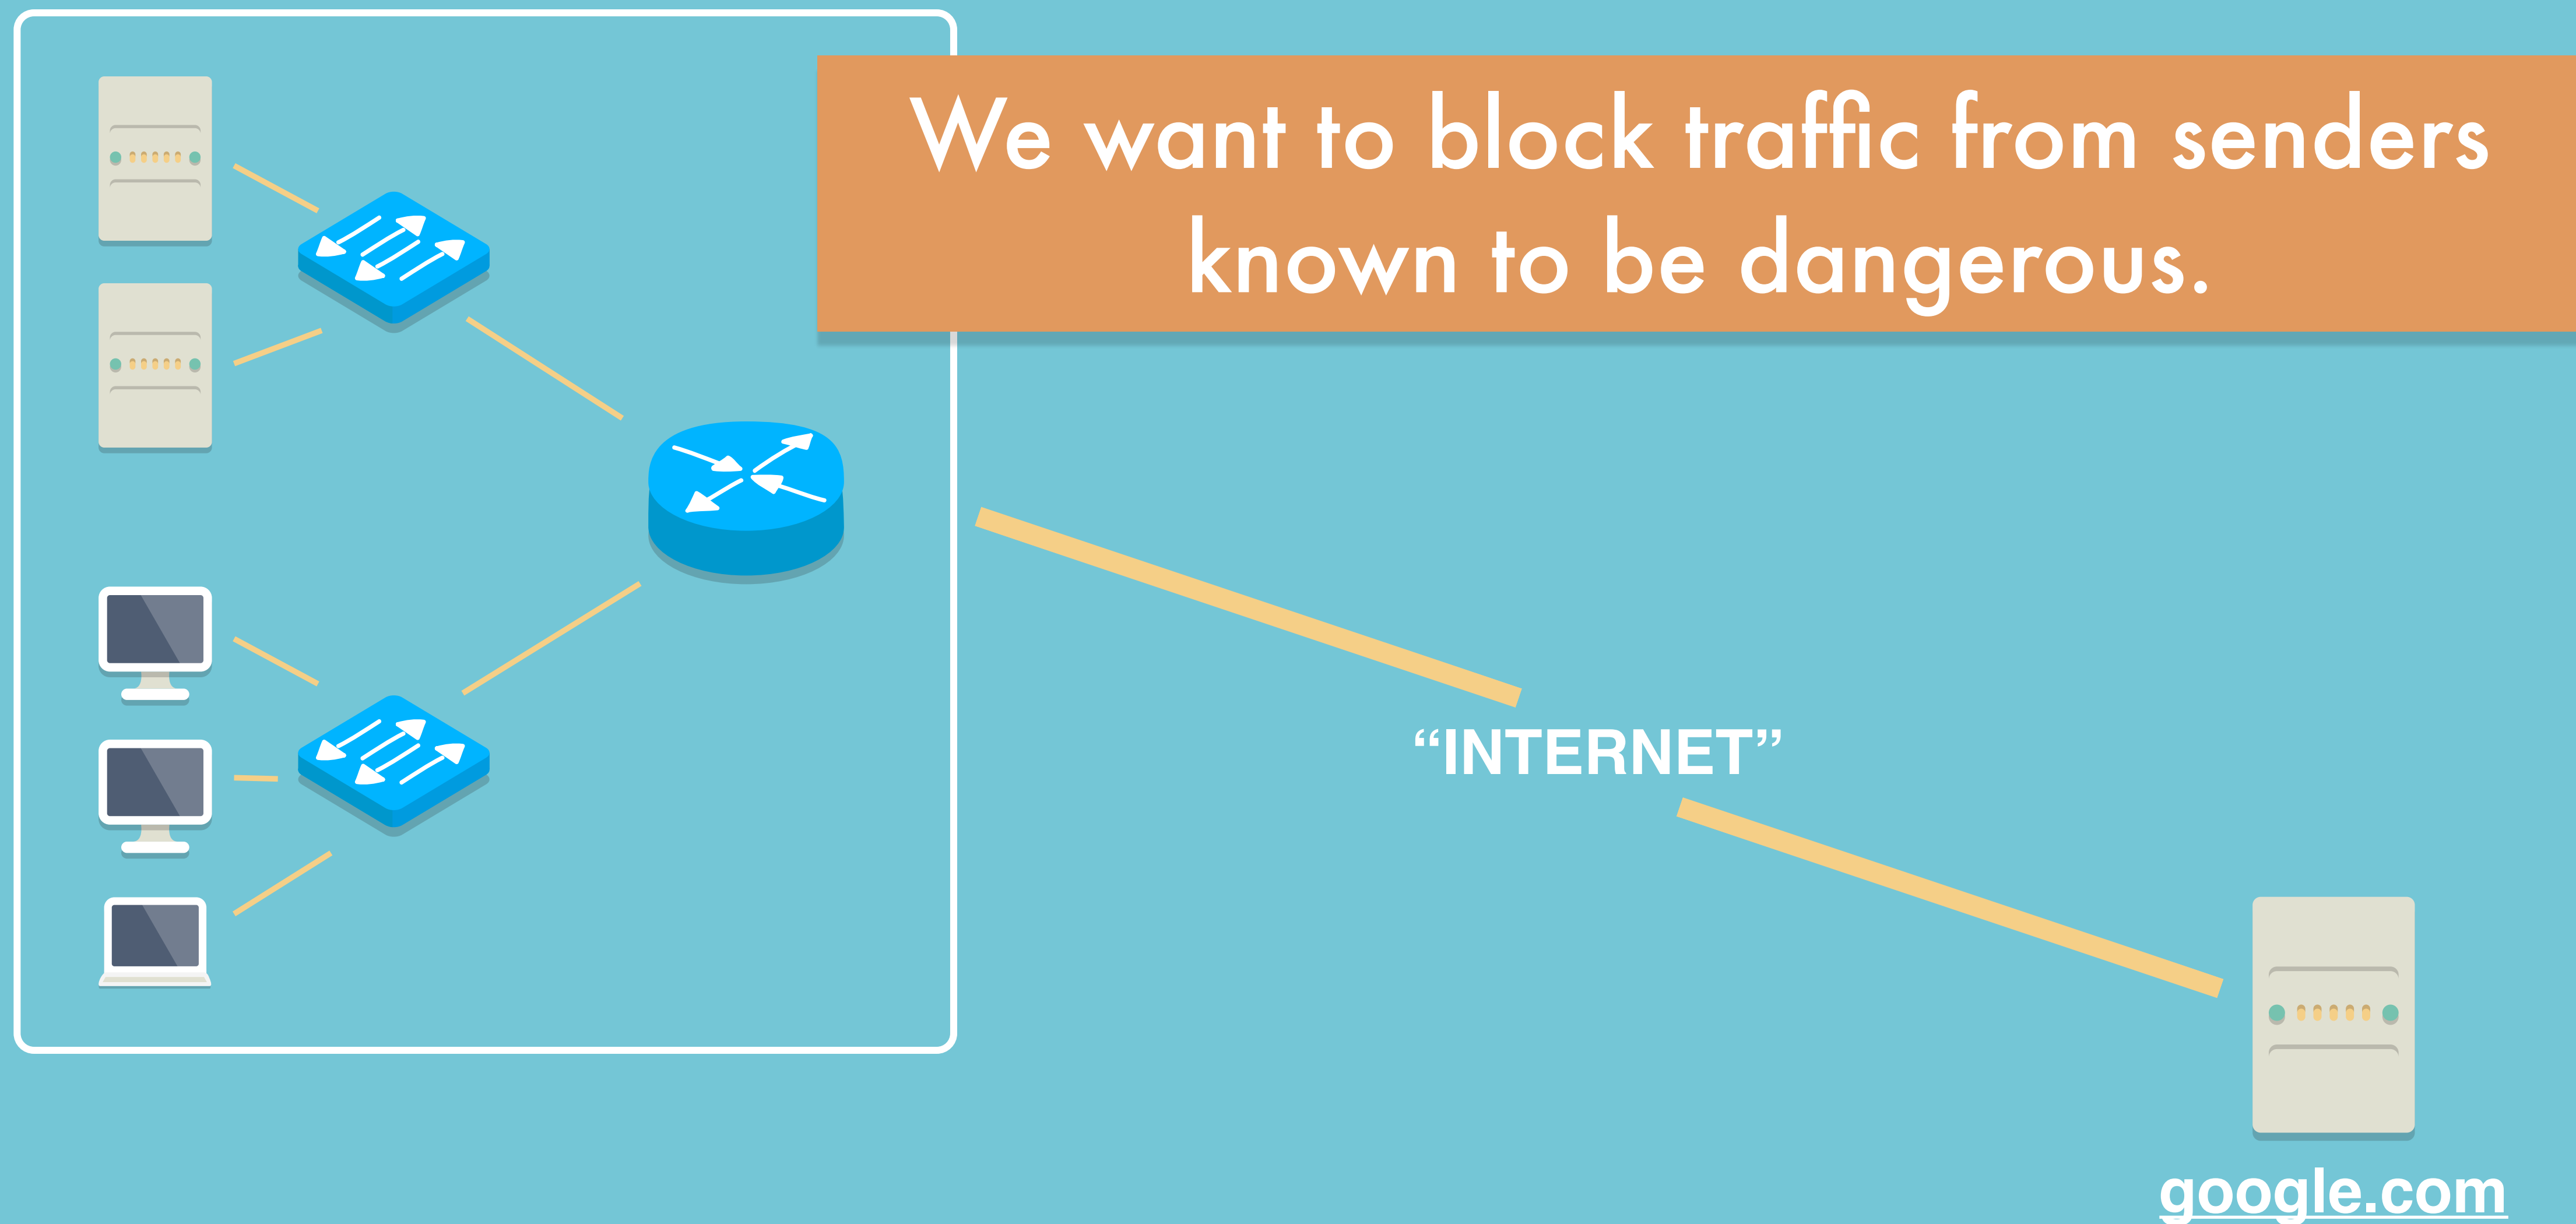 We want to block traffic from senders
known to be dangerous.
“INTERNET”
google.com